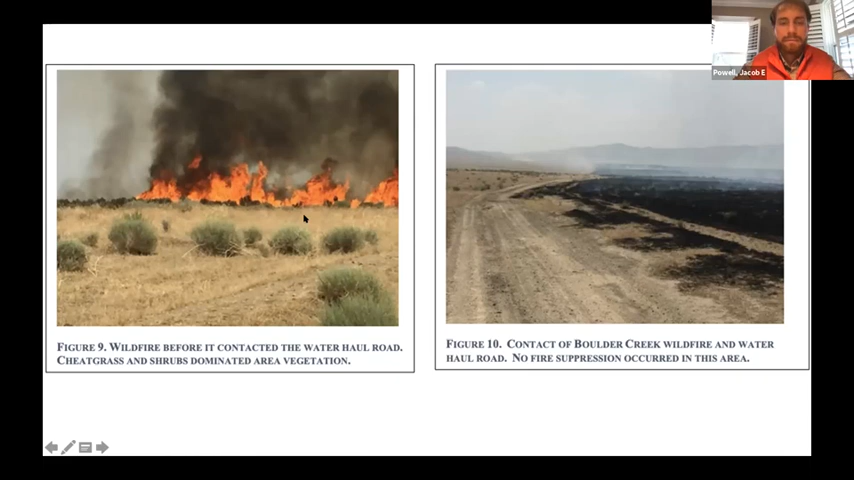 Powell, Jacob E
FIGURE 9. WILDFIRE BEFORE IT CONTACTED THE WATER HAUL ROAD.
CHEATGRASS AND SHRUBS DOMINATED AREA VEGETATION.
FIGURE 10. CONTACT OF BOULDER CREEK WILDFIRE AND WATER
HAUL ROAD. NO FIRE SUPPRESSION OCCURRED IN THIS AREA.